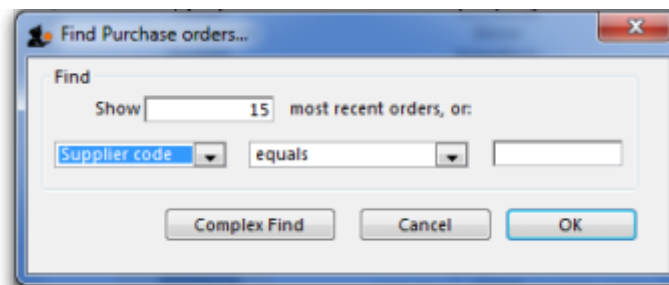 Find Purchase orders...
Find
Show 15 most recent orders, or:
Supplier code equals
Complex Find Cancel OK